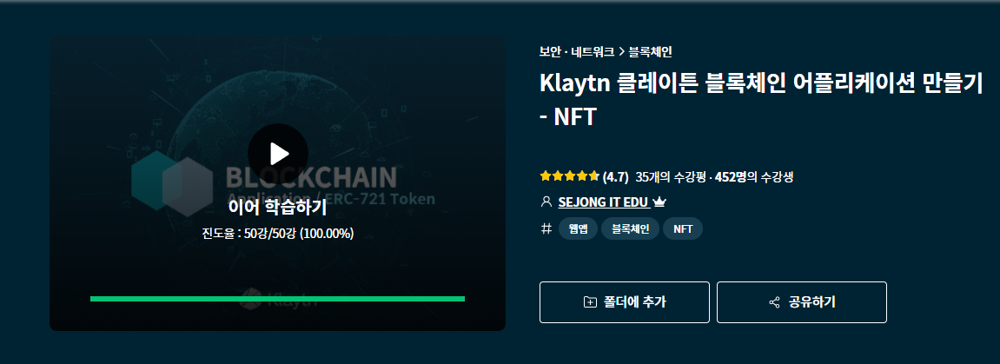 BLOCKCHAIN
Application / ERC-721 Token
이어 학습하기
진도율 : 50강/50강 (100.00%)
Klaytn
보안 · 네트워크 > 블록체인
Klaytn 클레이튼 블록체인 어플리케이션 만들기
- NFT
(4.7) 35개의 수강평 · 452명의 수강생
SEJONG IT EDU
# 웹앱 블록체인 NFT
폴더에 추가 공유하기